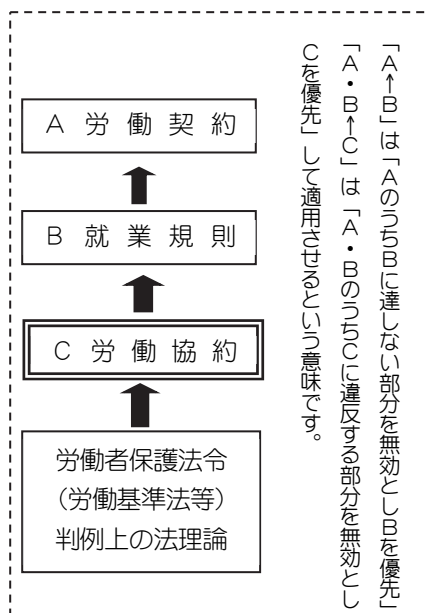 「A←B」は「AのうちBに達しない部分を無効としBを優先」
「A・B←C」は「A・BのうちCに違反する部分を無効とし
Cを優先」して適用させるという意味です。
A 労働契約
B 就業規則
C 労働協約
労働者保護法令
(労働基準法等)
判例上の法理論